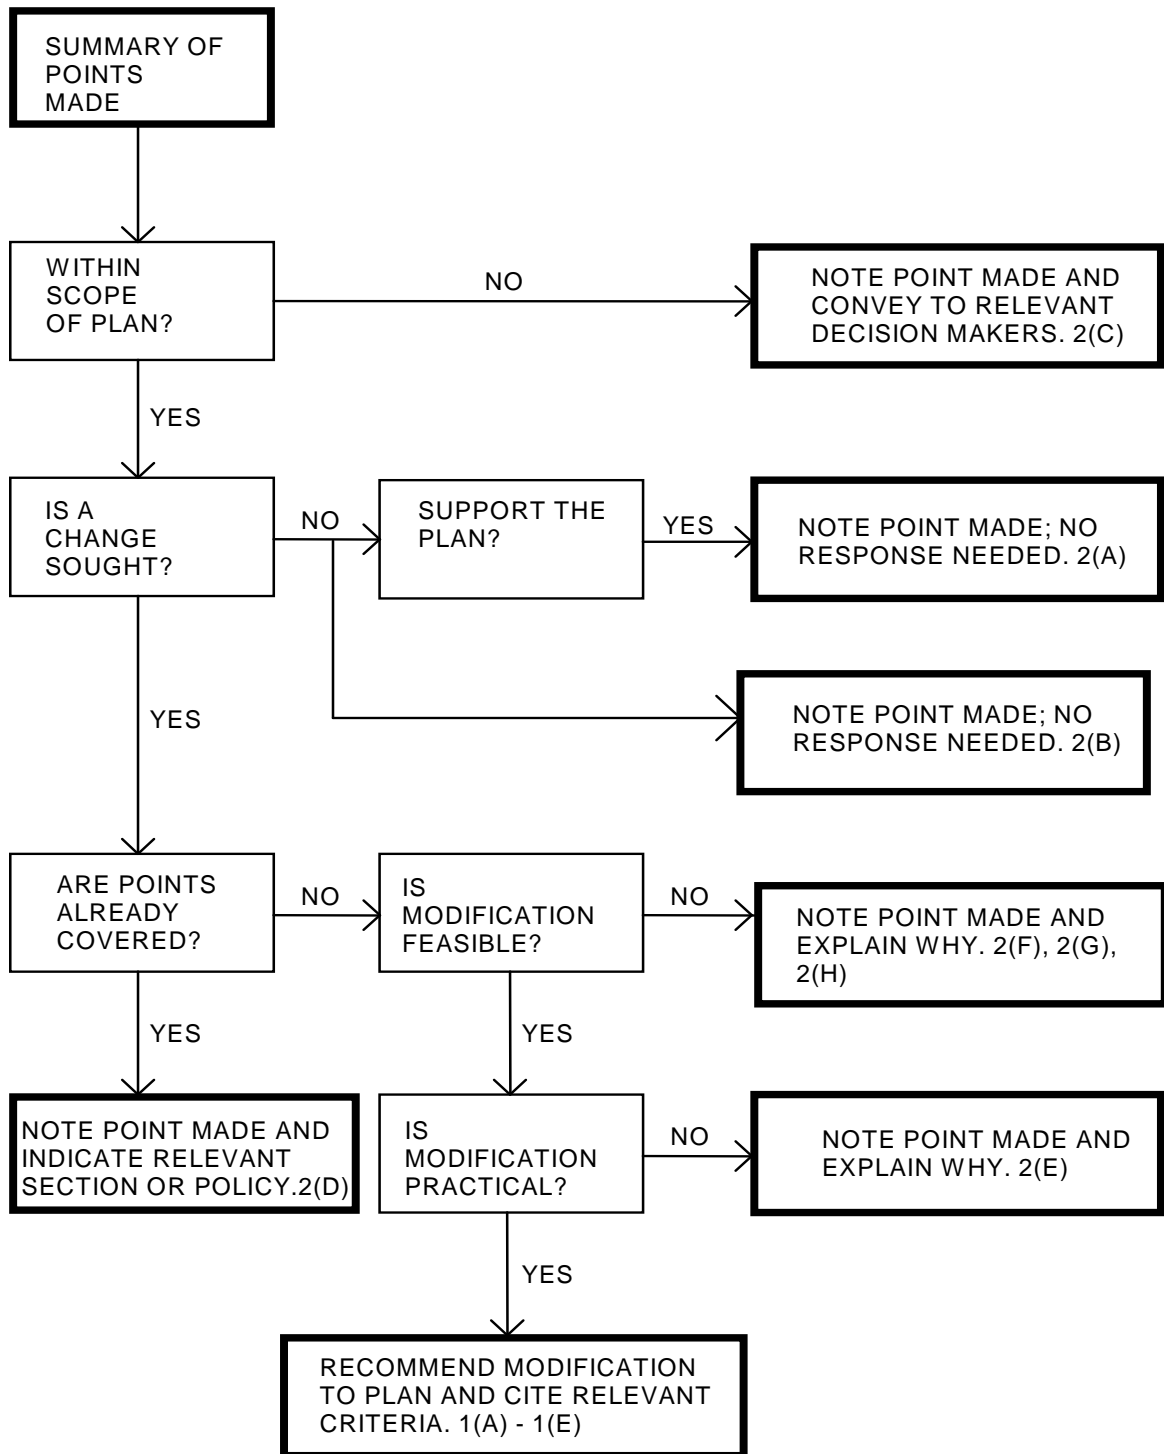 SUMMARY OF
POINTS
MADE
WITHIN
SCOPE
OF PLAN?
NO
NOTE POINT MADE AND
CONVEY TO RELEVANT
DECISION MAKERS. 2(C)
YES
IS A
CHANGE
SOUGHT?
NO
SUPPORT THE
PLAN?
YES
NOTE POINT MADE; NO
RESPONSE NEEDED. 2(A)
YES
NOTE POINT MADE; NO
RESPONSE NEEDED. 2(B)
ARE POINTS
ALREADY
COVERED?
NO
IS
MODIFICATION
FEASIBLE?
NO
NOTE POINT MADE AND
EXPLAIN WHY. 2(F), 2(G),
2(H)
YES
YES
NOTE POINT MADE AND
INDICATE RELEVANT
SECTION OR POLICY.2(D)
IS
MODIFICATION
PRACTICAL?
NO
NOTE POINT MADE AND
EXPLAIN WHY. 2(E)
YES
RECOMMEND MODIFICATION
TO PLAN AND CITE RELEVANT
CRITERIA. 1(A) - 1(E)